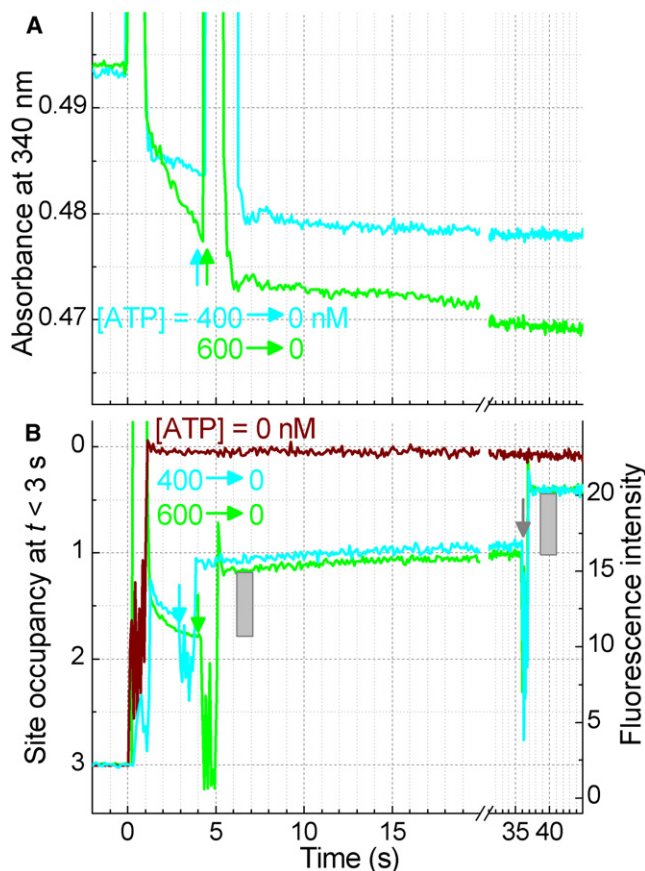 A
Absorbance at 340 nm
0.49
0.48
0.47
[ATP] = 400 → 0 nM
600 → 0
B
[ATP] = 0 nM
400 → 0
600 → 0
Site occupancy at t < 3 s
0
1
2
3
Fluorescence intensity
20
15
10
5
0
0 5 10 15 35 40
Time (s)